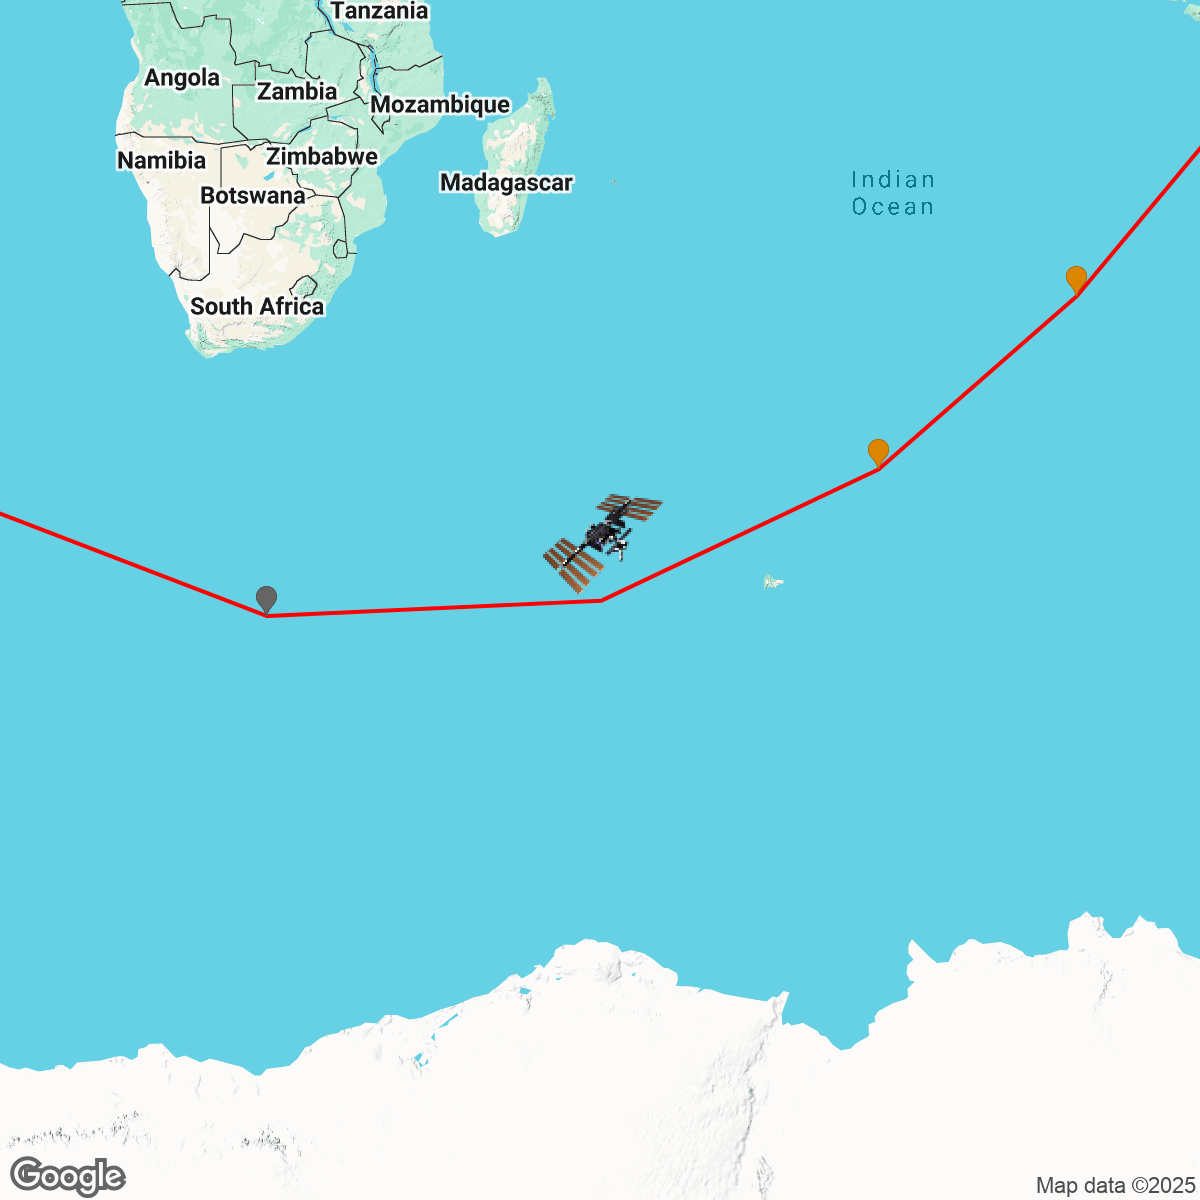 Tanzania
Angola
Zambia
Mozambique
Namibia
Zimbabwe
Botswana
Madagascar
Indian
Ocean
South Africa
Google
Map data ©2025